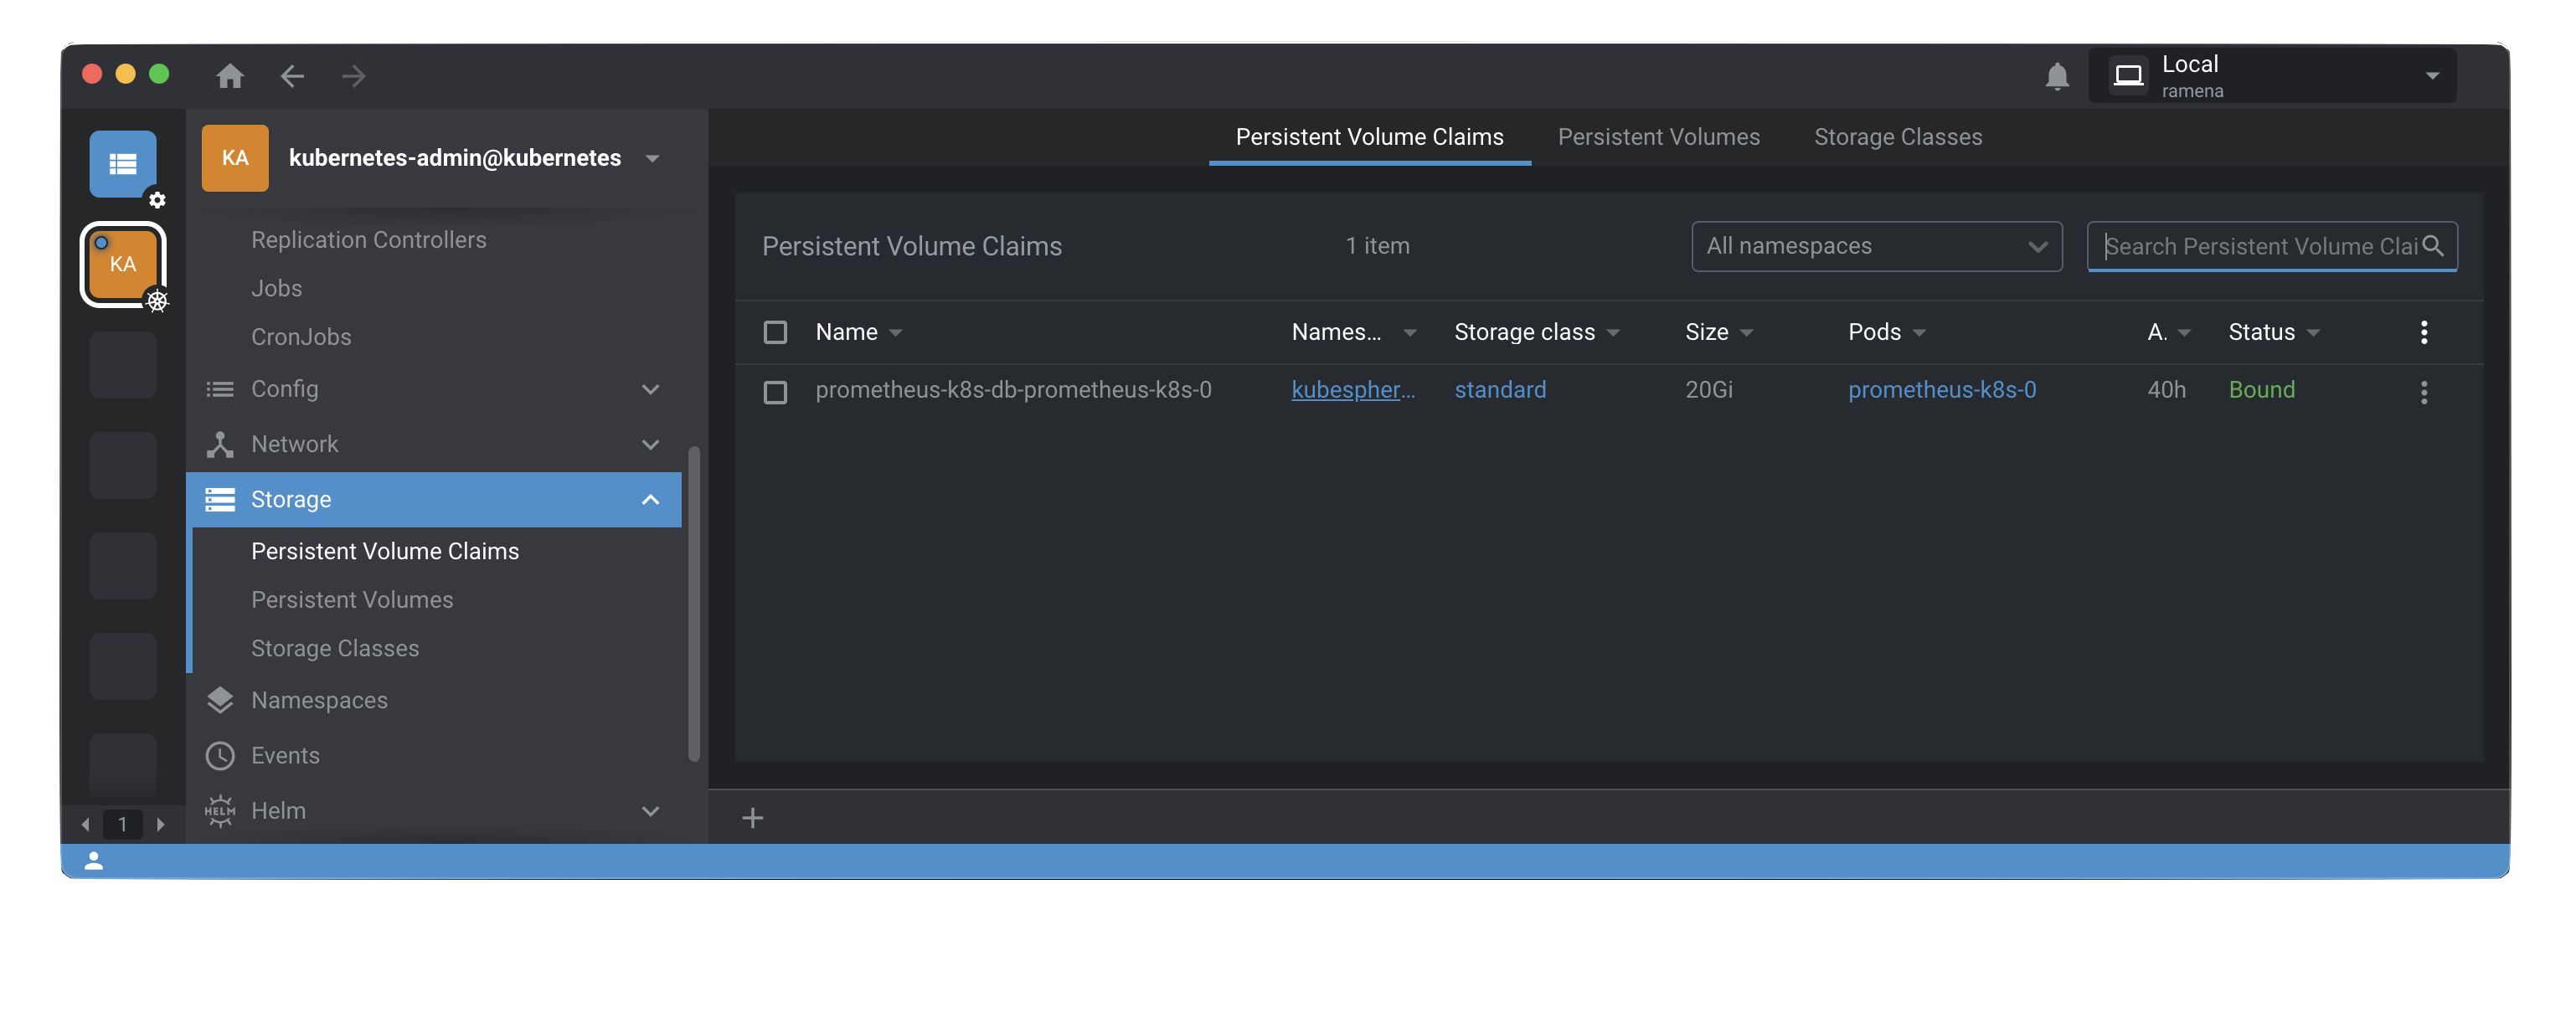 Local
ramena
KA
kubernetes-admin@kubernetes
KA
Replication Controllers
Jobs
CronJobs
Config
Network
Storage
Persistent Volume Claims
Persistent Volumes
Storage Classes
Namespaces
Events
HELM Helm
1
Persistent Volume Claims Persistent Volumes Storage Classes
Persistent Volume Claims 1 item All namespaces Search Persistent Volume Clai
Name Names... Storage class Size Pods A. Status
prometheus-k8s-db-prometheus-k8s-0 kubespher... standard 20Gi prometheus-k8s-0 40h Bound